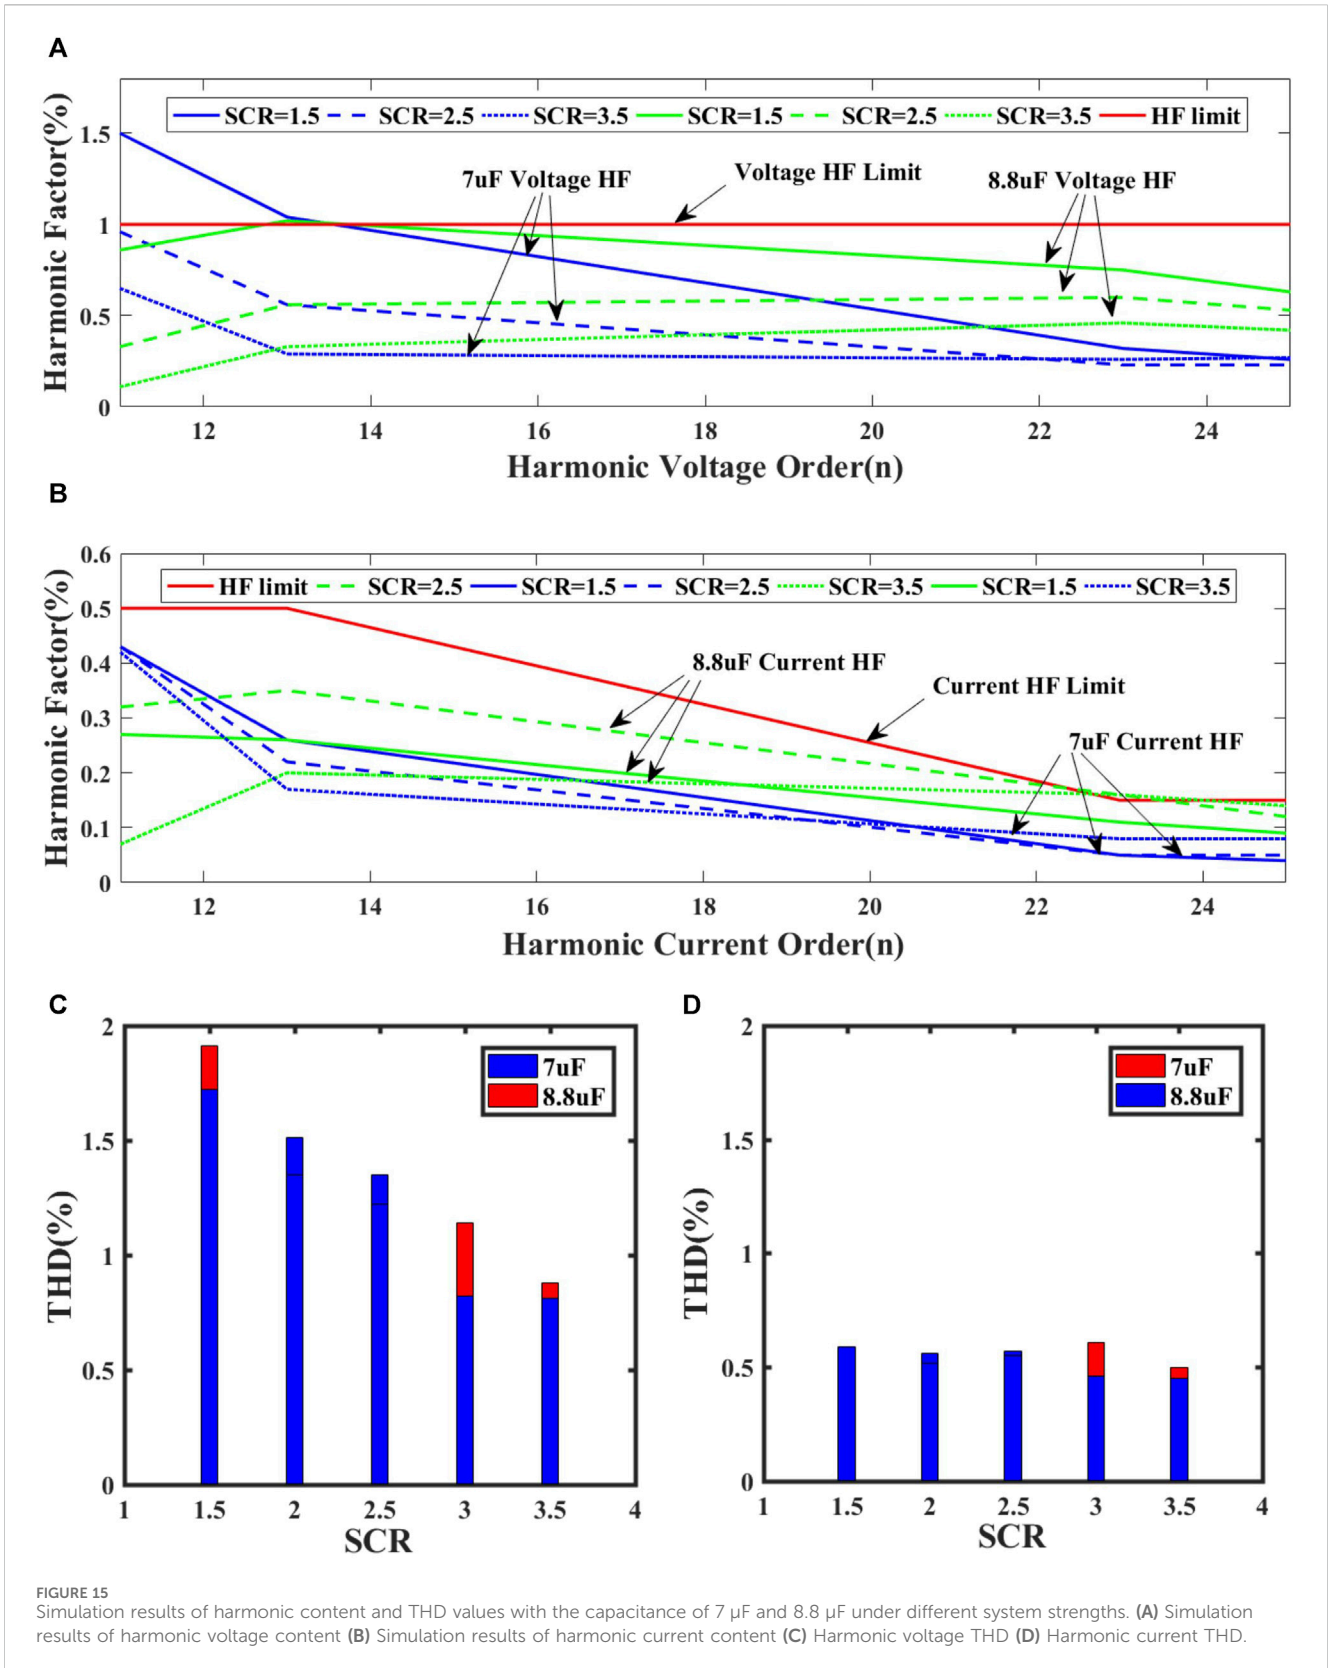 A
SCR=1.5 SCR=2.5 SCR=3.5 SCR=1.5 SCR=2.5 SCR=3.5 HF limit
7uF Voltage HF
Voltage HF Limit
8.8uF Voltage HF
Harmonic Factor(%)
1.5
1
0.5
0
12 14 16 18 20 22 24
Harmonic Voltage Order(n)
B
HF limit SCR=2.5 SCR=1.5 SCR=2.5 SCR=3.5 SCR=1.5 SCR=3.5
8.8uF Current HF
Current HF Limit
7uF Current HF
Harmonic Factor(%)
0.6
0.5
0.4
0.3
0.2
0.1
0
12 14 16 18 20 22 24
Harmonic Current Order(n)
C
7uF
8.8uF
THD(%)
2
1.5
1
0.5
0
1 1.5 2 2.5 3 3.5 4
SCR
D
7uF
8.8uF
THD(%)
2
1.5
1
0.5
0
1 1.5 2 2.5 3 3.5 4
SCR
FIGURE 15
Simulation results of harmonic content and THD values with the capacitance of 7 µF and 8.8 µF under different system strengths. (A) Simulation
results of harmonic voltage content (B) Simulation results of harmonic current content (C) Harmonic voltage THD (D) Harmonic current THD.